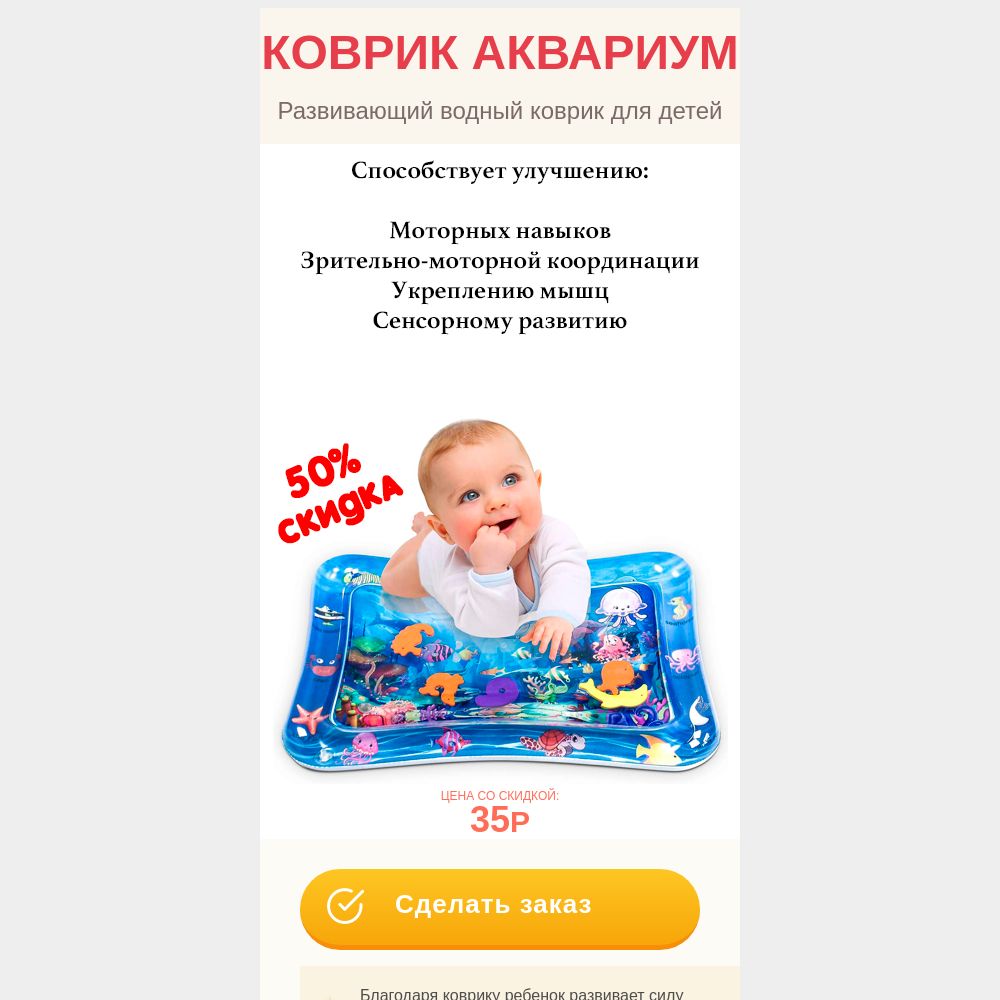 КОВРИК АКВАРИУМ
Развивающий водный коврик для детей
Способствует улучшению:
Моторных навыков
Зрительно-моторной координации
Укреплению мышц
Сенсорному развитию
50%
скидка
ЦЕНА СО СКИДКОЙ:
35Р
Сделать заказ
Благодаря коврику ребенок развивает силу